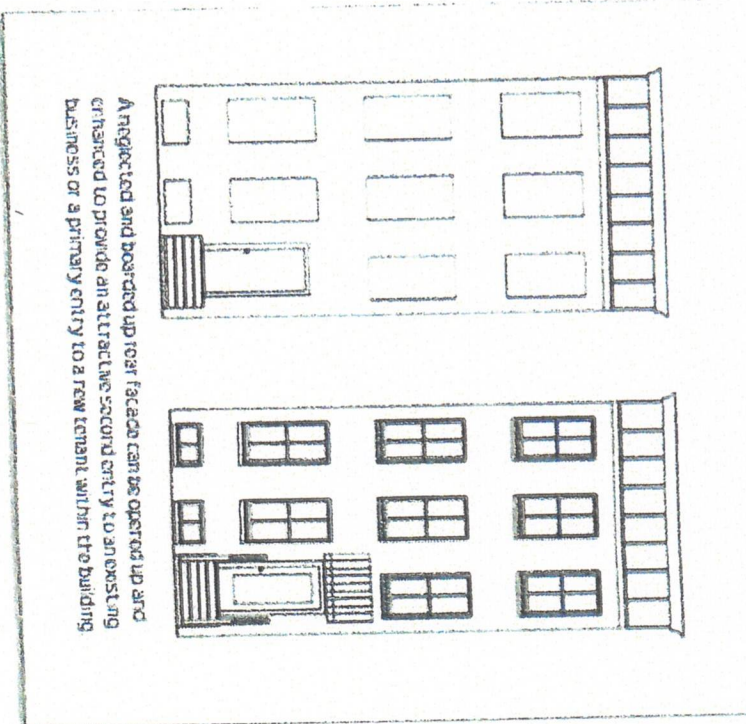 A neglected and boarded up rear facade can be opened up and
enhanced to provide an attractive second entry to an existing
business or a primary entry to a new tenant within the building.